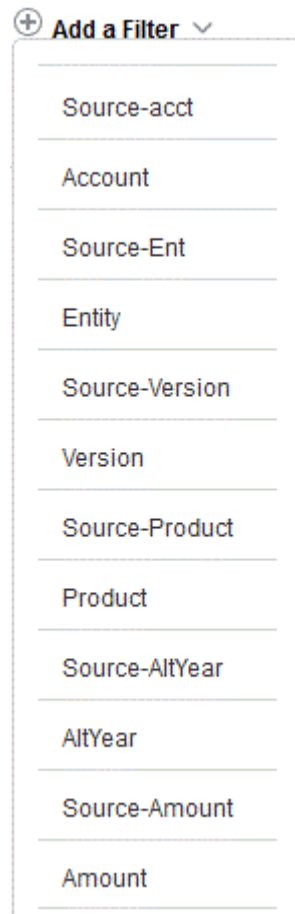 Add a Filter
Source-acct
Account
Source-Ent
Entity
Source-Version
Version
Source-Product
Product
Source-AltYear
AltYear
Source-Amount
Amount